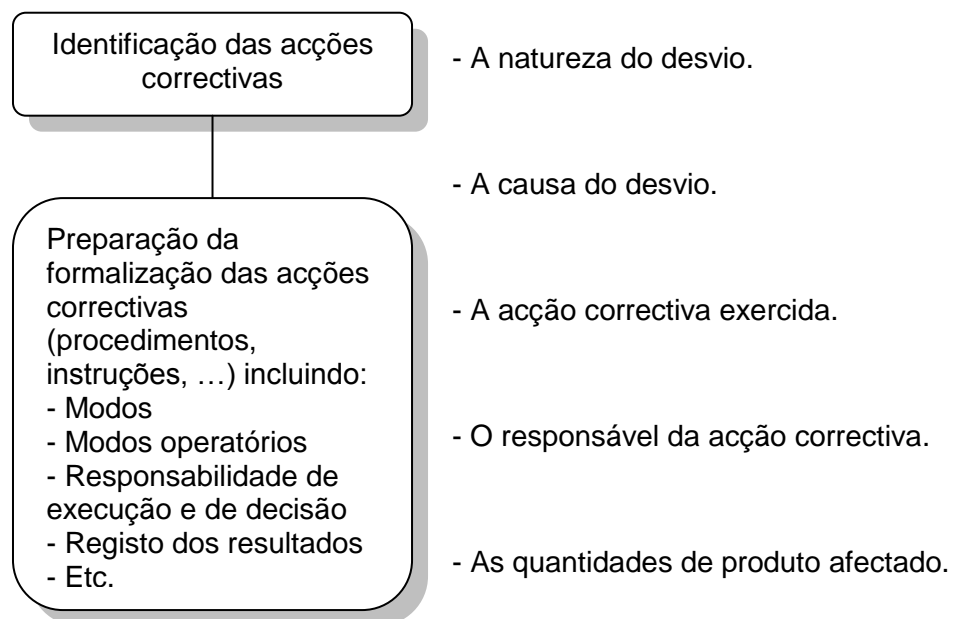 Identificação das acções
correctivas
- A natureza do desvio.
- A causa do desvio.
Preparação da
formalização das acções
correctivas
(procedimentos,
instruções, …) incluindo:
- Modos
- Modos operatórios
- Responsabilidade de
execução e de decisão
- Registo dos resultados
- Etc.
- A acção correctiva exercida.
- O responsável da acção correctiva.
- As quantidades de produto afectado.